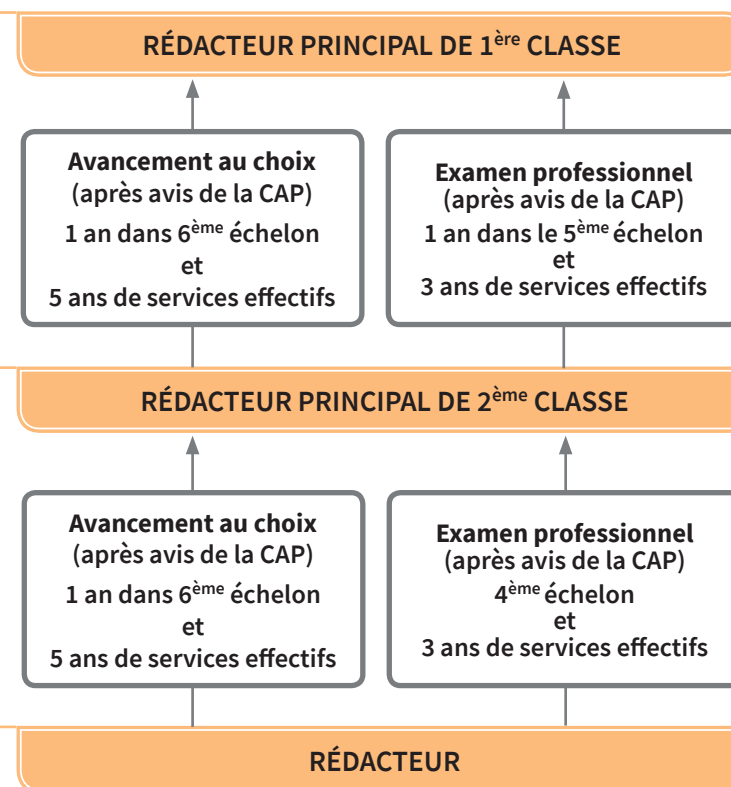 RÉDACTEUR PRINCIPAL DE 1ère CLASSE
Avancement au choix
(après avis de la CAP)
1 an dans 6ème échelon
et
5 ans de services effectifs
Examen professionnel
(après avis de la CAP)
1 an dans le 5ème échelon
et
3 ans de services effectifs
RÉDACTEUR PRINCIPAL DE 2ème CLASSE
Avancement au choix
(après avis de la CAP)
1 an dans 6ème échelon
et
5 ans de services effectifs
Examen professionnel
(après avis de la CAP)
4ème échelon
et
3 ans de services effectifs
RÉDACTEUR